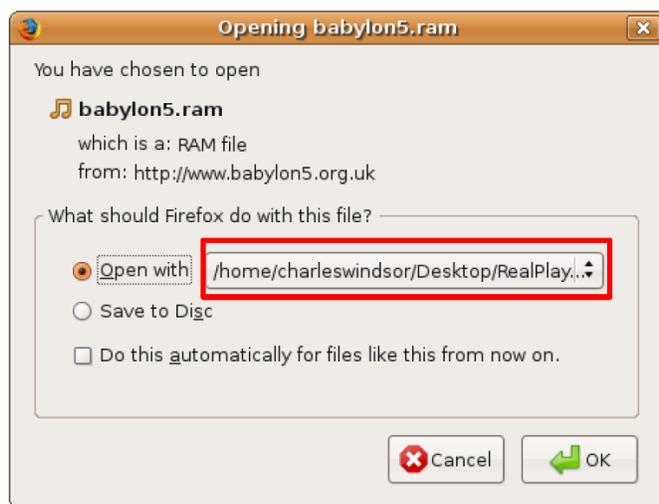 Opening babylon5.ram
You have chosen to open
babylon5.ram
which is a: RAM file
from: http://www.babylon5.org.uk
What should Firefox do with this file?
Open with /home/charleswindsor/Desktop/RealPlay...
Save to Disc
Do this automatically for files like this from now on.
Cancel OK